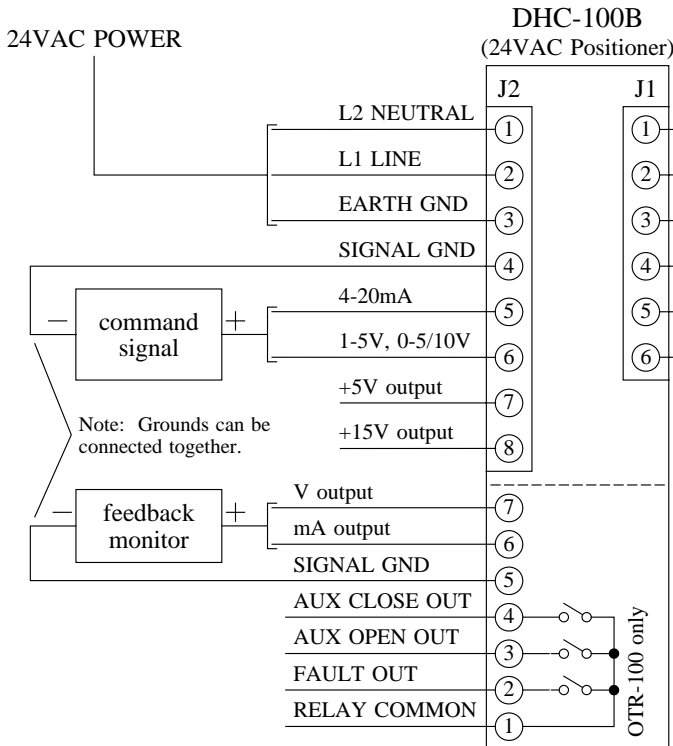 DHC-100B
(24VAC Positioner)
24VAC POWER
J2
J1
L2 NEUTRAL
1
1
L1 LINE
2
2
EARTH GND
3
3
SIGNAL GND
4
4
4-20mA
5
5
− command +
signal
1-5V, 0-5/10V
6
6
+5V output
7
Note: Grounds can be
connected together.
+15V output
8
V output
7
− feedback +
monitor
mA output
6
SIGNAL GND
5
AUX CLOSE OUT
4
AUX OPEN OUT
3
FAULT OUT
2
RELAY COMMON
1
OTR-100 only